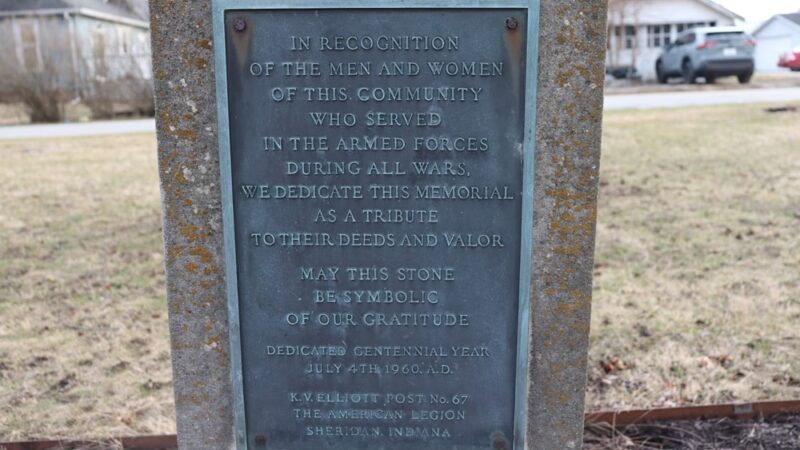 IN RECOGNITION
OF THE MEN AND WOMEN
OF THIS COMMUNITY
WHO SERVED
IN THE ARMED FORCES
DURING ALL WARS,
WE DEDICATE THIS MEMORIAL
AS A TRIBUTE
TO THEIR DEEDS AND VALOR
MAY THIS STONE
BE SYMBOLIC
OF OUR GRATITUDE
DEDICATED CENTENNIAL YEAR
JULY 4TH 1960, A.D.
K.V. ELLIOTT POST No. 67
THE AMERICAN LEGION
SHERIDAN, INDIANA